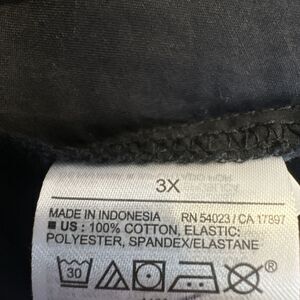 3X
MADE IN INDONESIA RN 54023 / CA 17897
■ US : 100% COTTON, ELASTIC:
POLYESTER, SPANDEX/ELASTANE
30